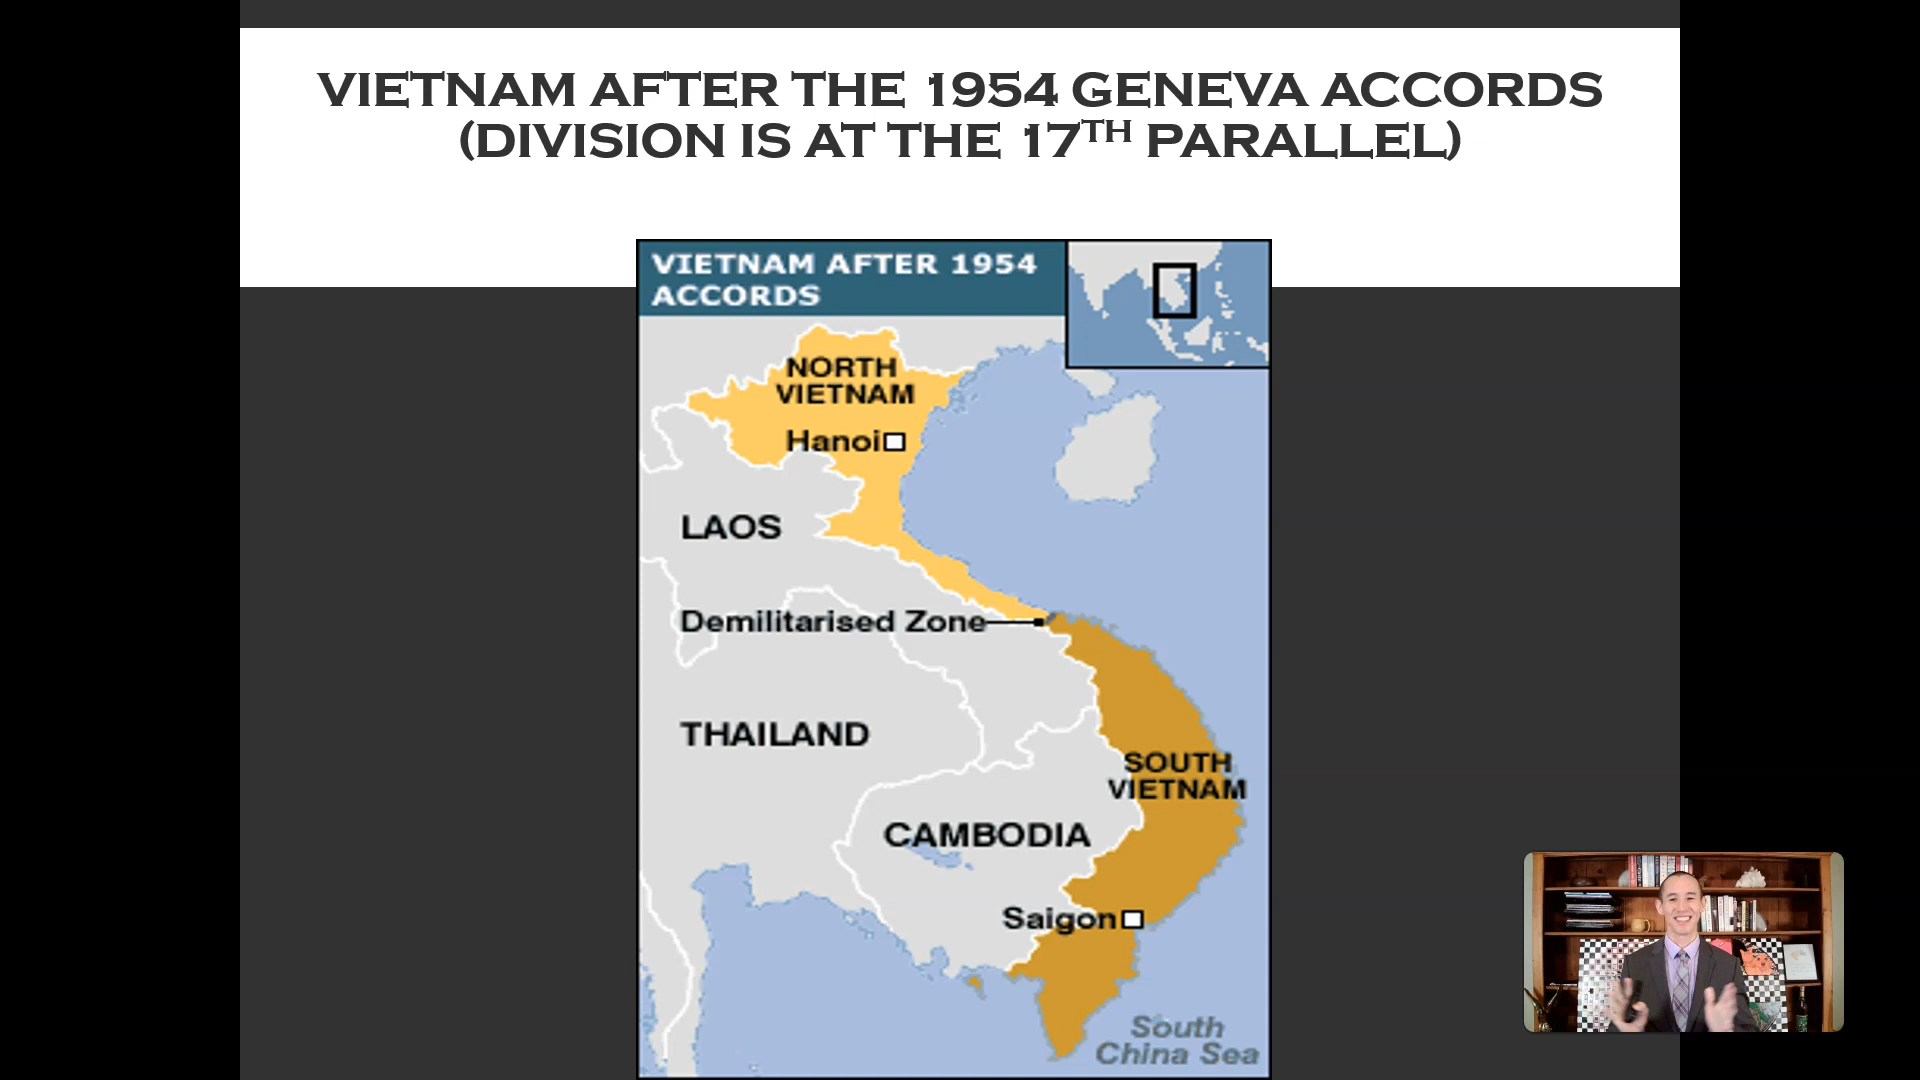 VIETNAM AFTER THE 1954 GENEVA ACCORDS
(DIVISION IS AT THE 17TH PARALLEL)
VIETNAM AFTER 1954
ACCORDS
NORTH
VIETNAM
Hanoi
LAOS
Demilitarised Zone
THAILAND
SOUTH
VIETNAM
CAMBODIA
Saigon
South
China Sea